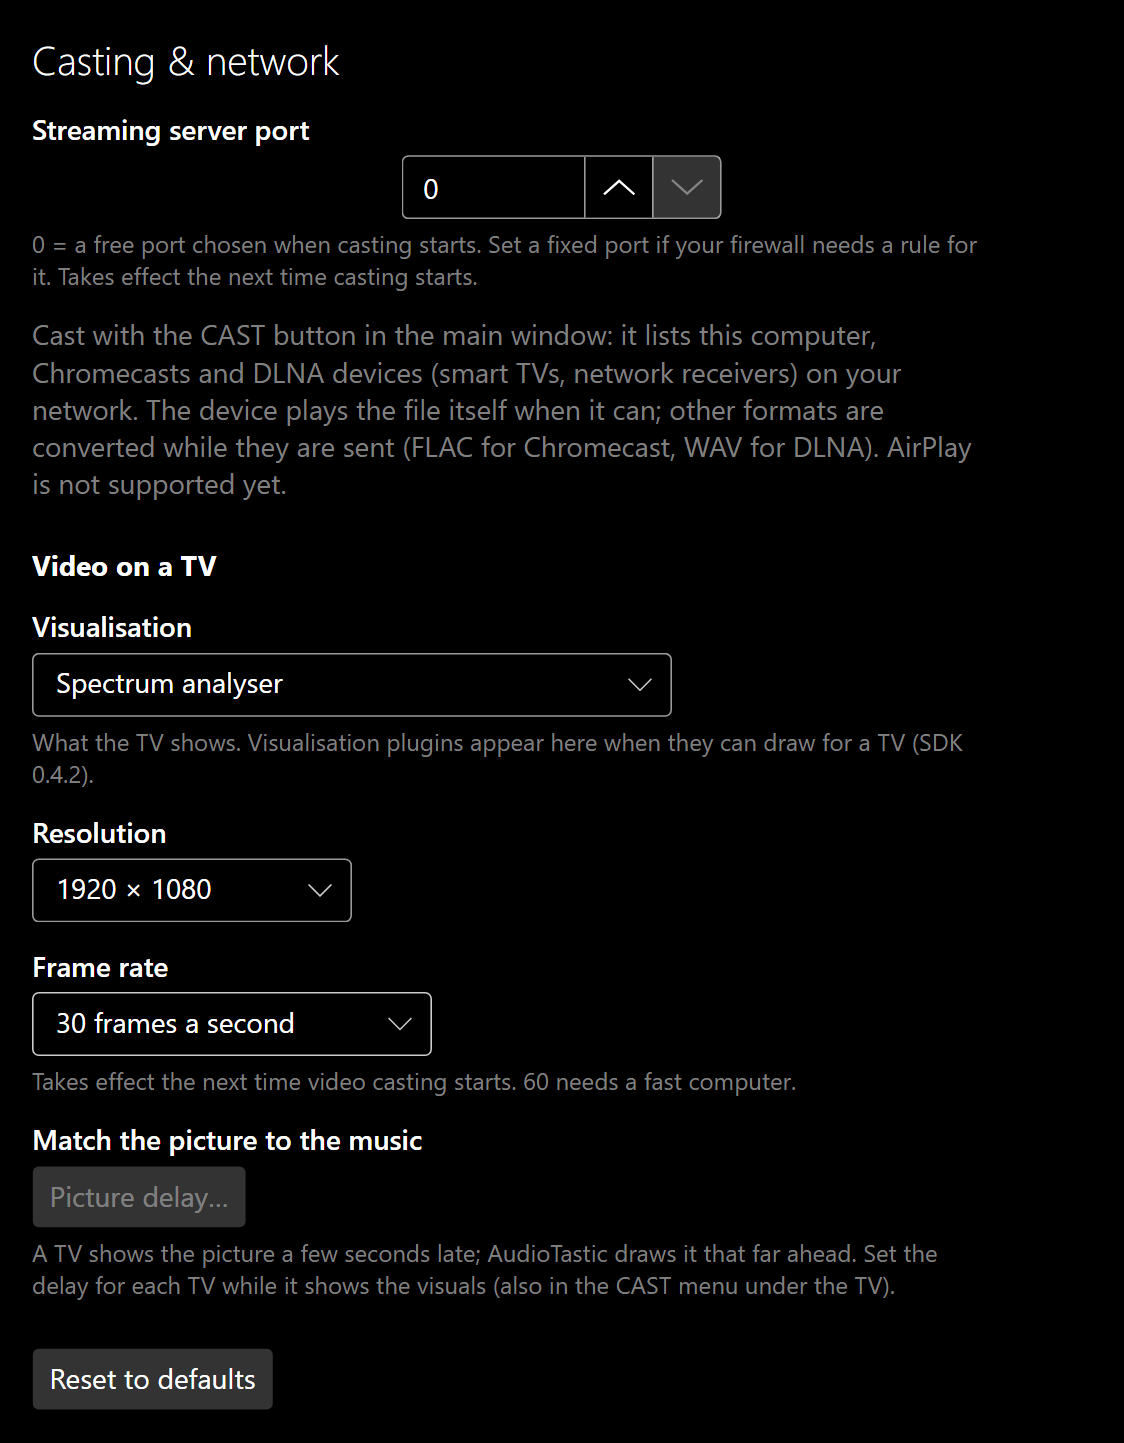 Casting & network
Streaming server port
0
0 = a free port chosen when casting starts. Set a fixed port if your firewall needs a rule for
it. Takes effect the next time casting starts.
Cast with the CAST button in the main window: it lists this computer,
Chromecasts and DLNA devices (smart TVs, network receivers) on your
network. The device plays the file itself when it can; other formats are
converted while they are sent (FLAC for Chromecast, WAV for DLNA). AirPlay
is not supported yet.
Video on a TV
Visualisation
Spectrum analyser
What the TV shows. Visualisation plugins appear here when they can draw for a TV (SDK
0.4.2).
Resolution
1920 × 1080
Frame rate
30 frames a second
Takes effect the next time video casting starts. 60 needs a fast computer.
Match the picture to the music
Picture delay...
A TV shows the picture a few seconds late; AudioTastic draws it that far ahead. Set the
delay for each TV while it shows the visuals (also in the CAST menu under the TV).
Reset to defaults